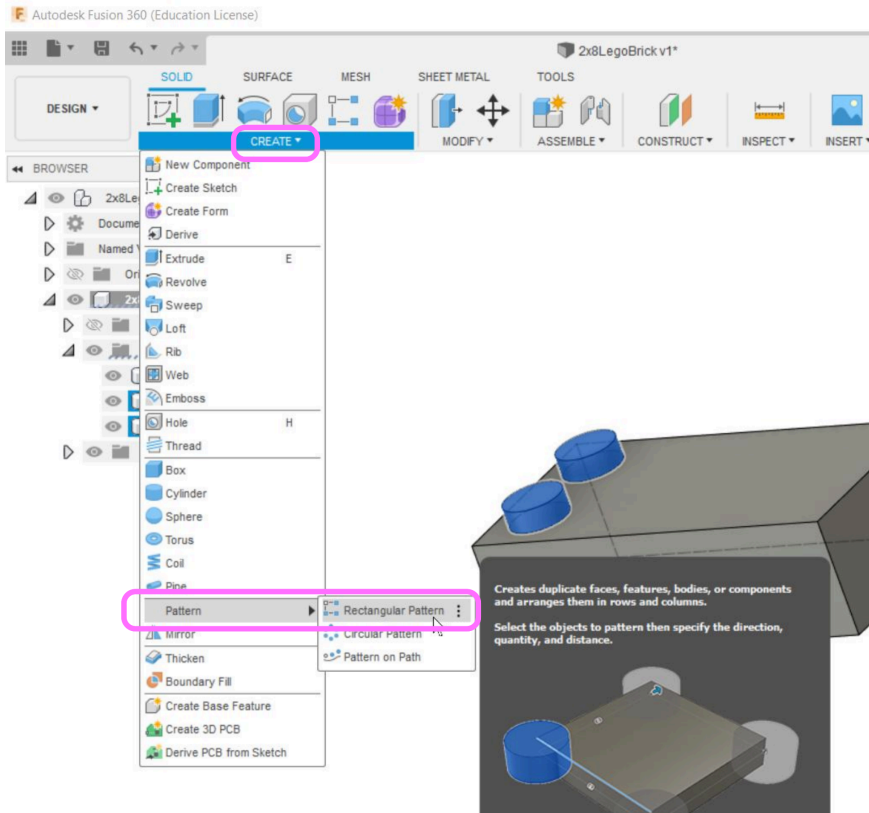 Autodesk Fusion 360 (Education License)
2x8LegoBrick v1*
SOLID SURFACE MESH SHEET METAL TOOLS
DESIGN
CREATE MODIFY ASSEMBLE CONSTRUCT INSPECT INSERT
BROWSER
2x8Le
Docume
Named V
Ori
2x
New Component
Create Sketch
Create Form
Derive
Extrude E
Revolve
Sweep
Loft
Rib
Web
Emboss
Hole H
Thread
Box
Cylinder
Sphere
Torus
Coil
Pipe
Pattern
Mirror
Thicken
Boundary Fill
Create Base Feature
Create 3D PCB
Derive PCB from Sketch
Rectangular Pattern
Circular Pattern
Pattern on Path
Creates duplicate faces, features, bodies, or components
and arranges them in rows and columns.
Select the objects to pattern then specify the direction,
quantity, and distance.